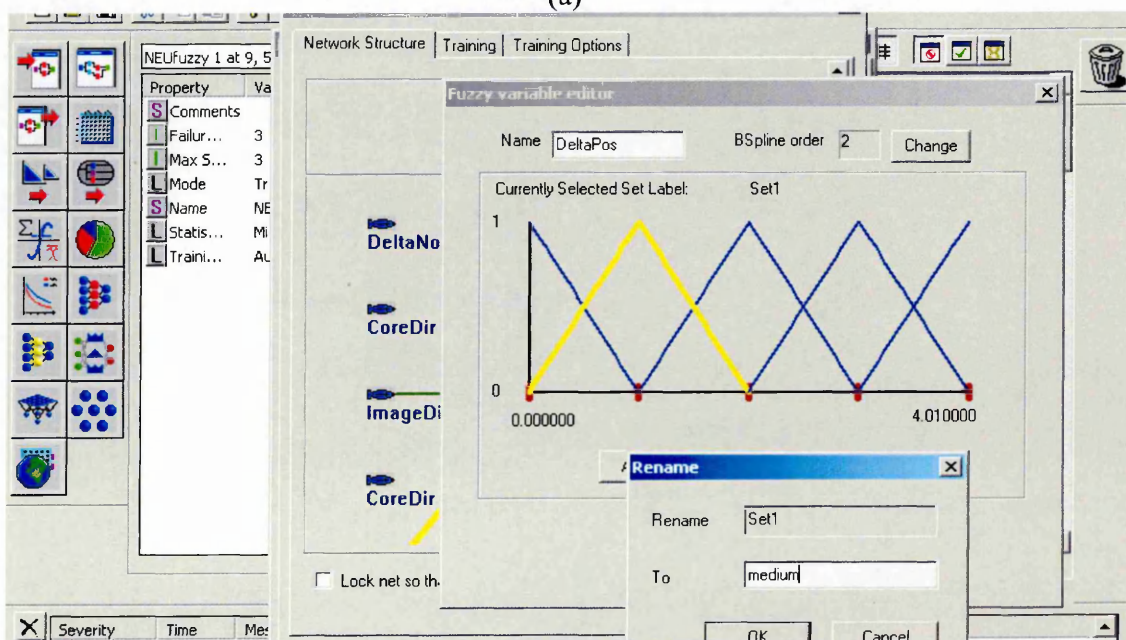 (a)
Network Structure Training Training Options
NEUfuzzy 1 at 9, 5
Property Va
S Comments
I Failur... 3
I Max S... 3
L Mode Tr
S Name NE
L Statis... Mi
L Traini... Au
DeltaNo
CoreDir
ImageDi
CoreDir
Lock net so th
Fuzzy variable editor
Name DeltaPos BSpline order 2 Change
Currently Selected Set Label: Set1
1
0
0.000000 4.010000
Rename
Rename Set1
To medium
OK Cancel
Severity Time Mes